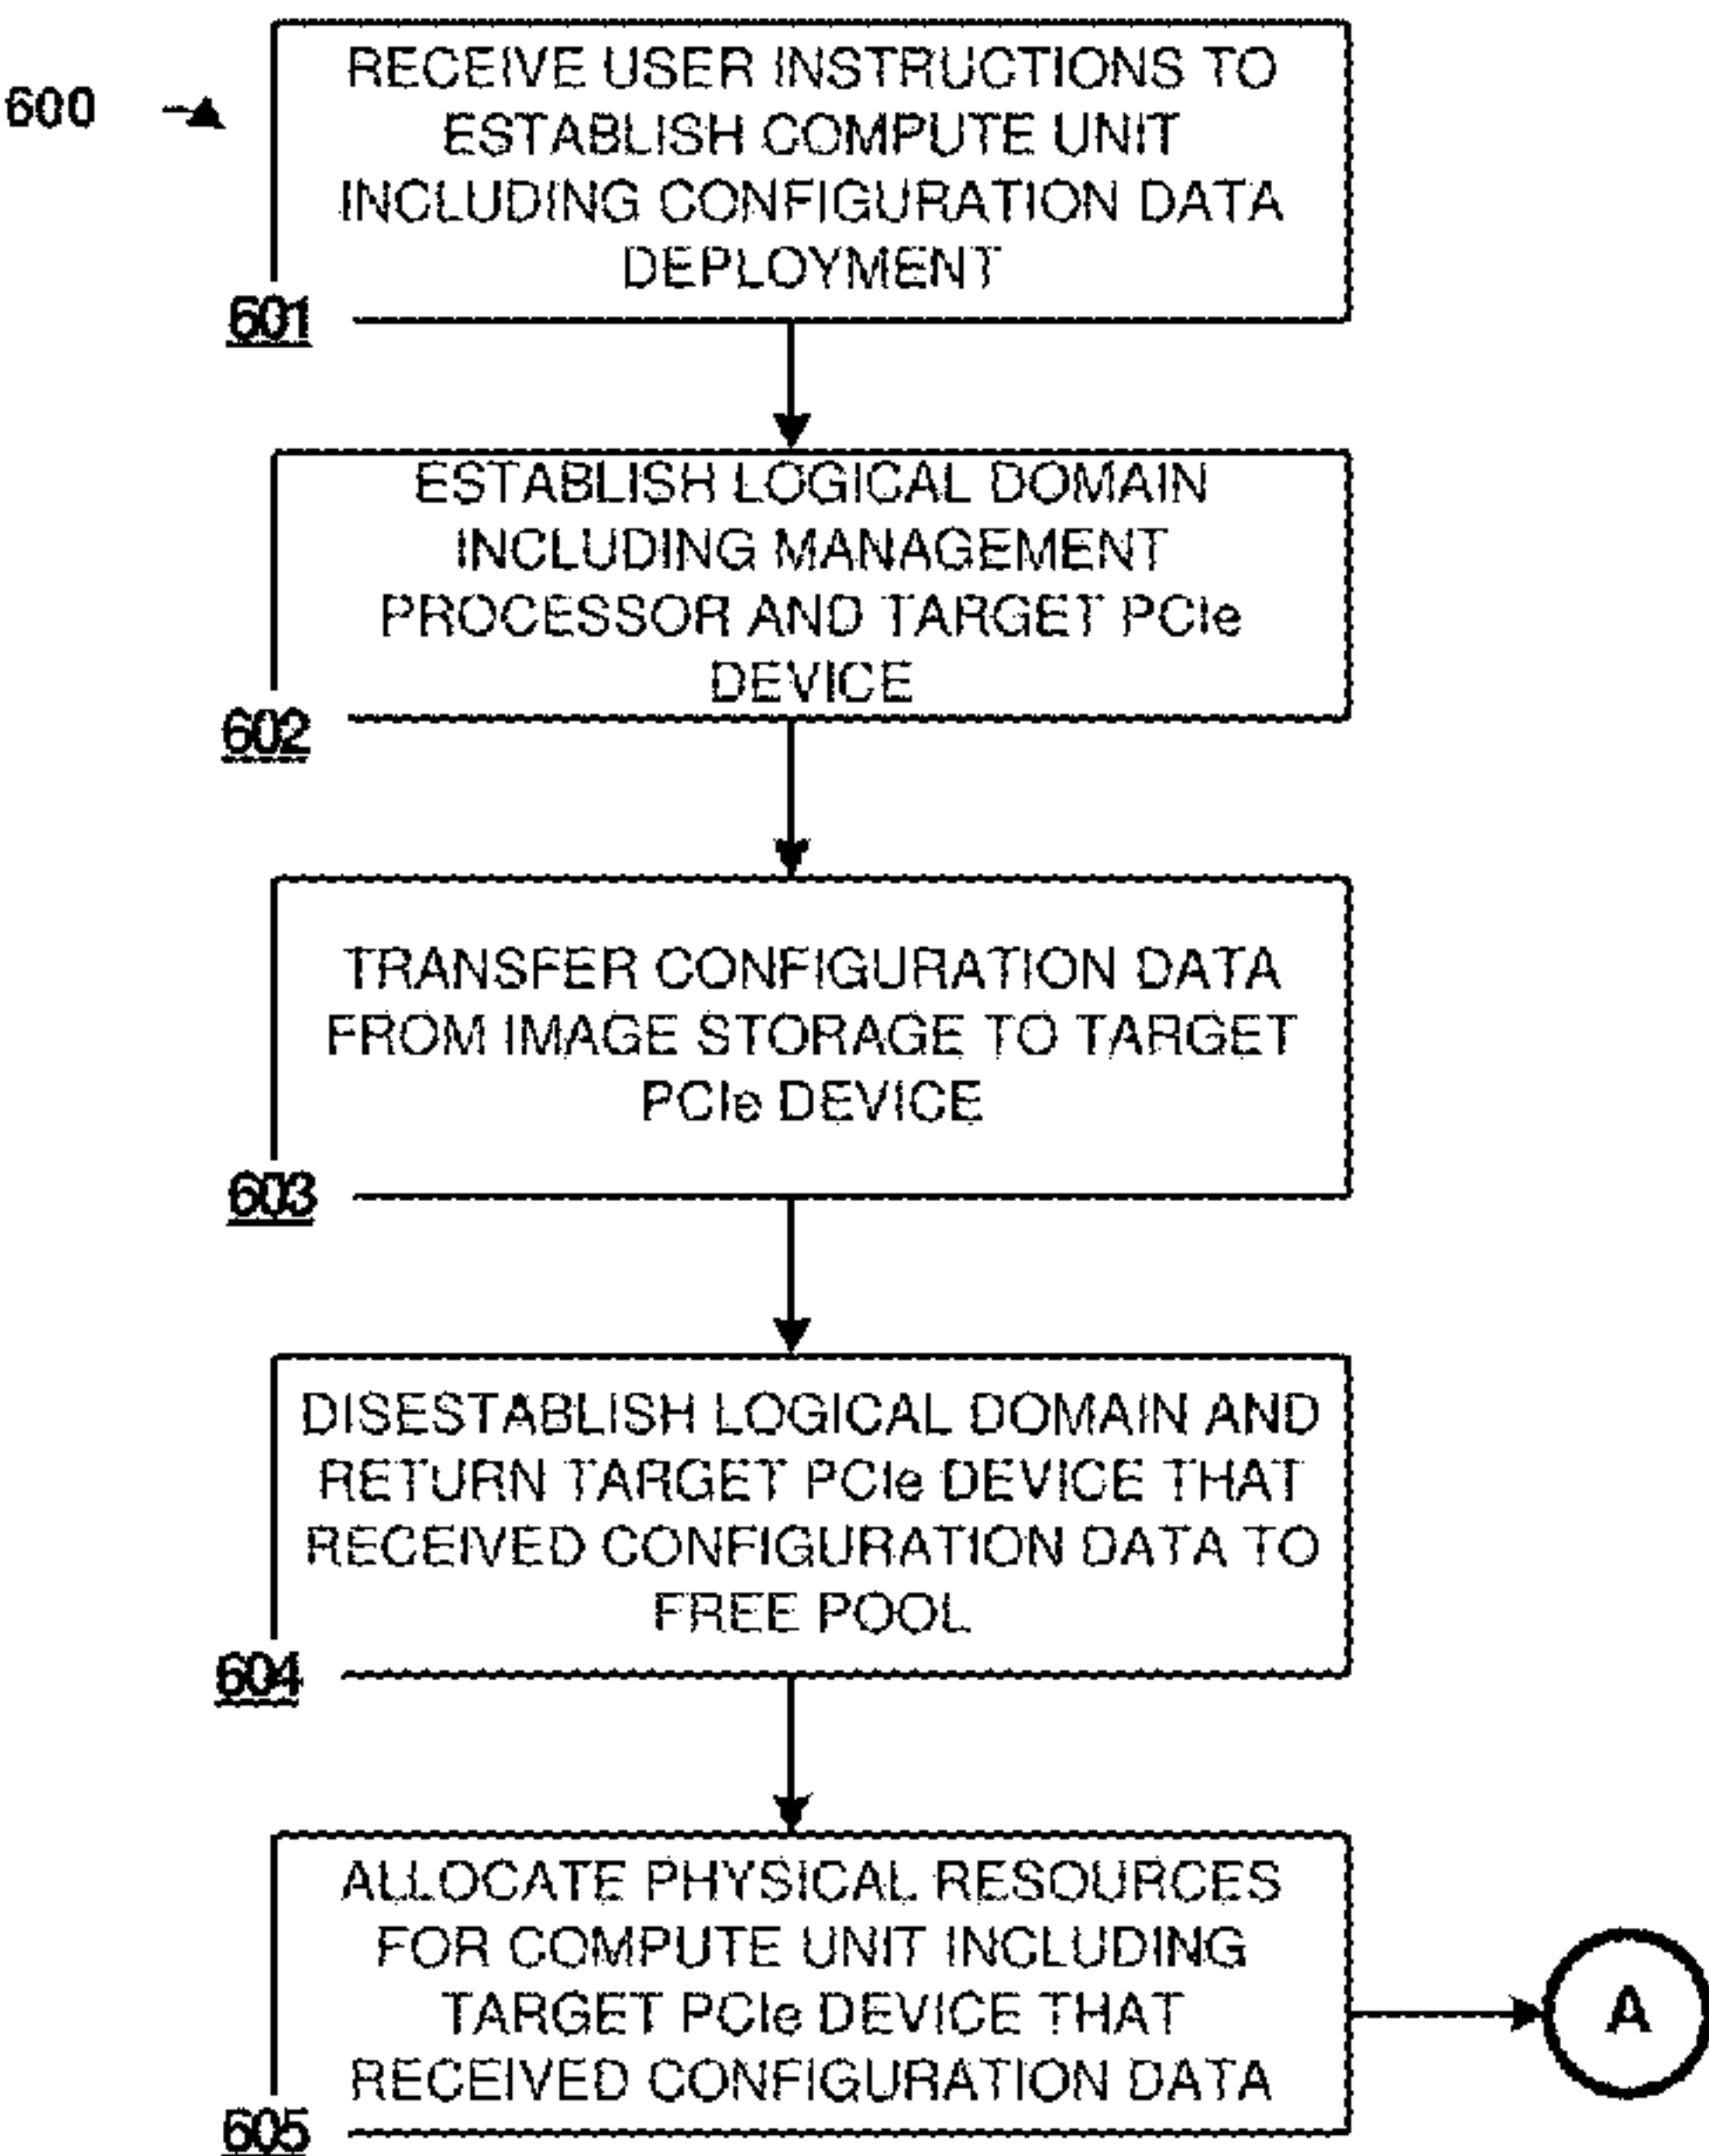 600
RECEIVE USER INSTRUCTIONS TO
ESTABLISH COMPUTE UNIT
INCLUDING CONFIGURATION DATA
DEPLOYMENT
601
ESTABLISH LOGICAL DOMAIN
INCLUDING MANAGEMENT
PROCESSOR AND TARGET PCIe
DEVICE
602
TRANSFER CONFIGURATION DATA
FROM IMAGE STORAGE TO TARGET
PCIe DEVICE
603
DISESTABLISH LOGICAL DOMAIN AND
RETURN TARGET PCIe DEVICE THAT
RECEIVED CONFIGURATION DATA TO
FREE POOL
604
ALLOCATE PHYSICAL RESOURCES
FOR COMPUTE UNIT INCLUDING
TARGET PCIe DEVICE THAT
RECEIVED CONFIGURATION DATA
605
A